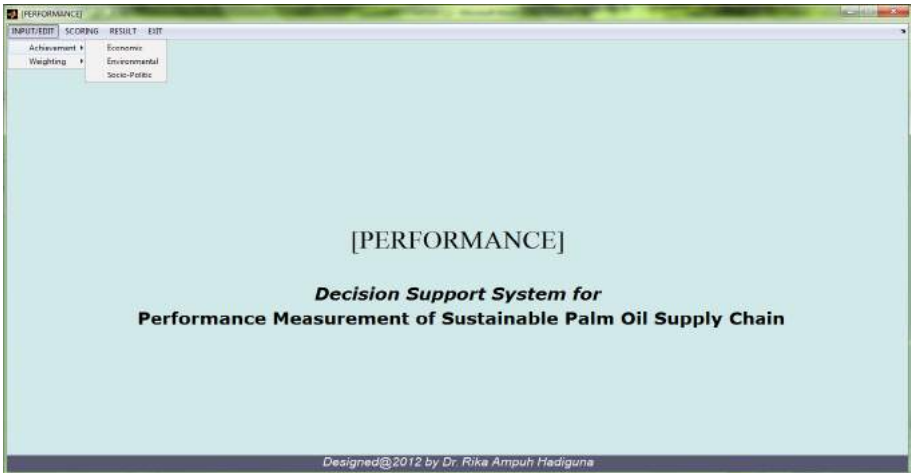 [PERFORMANCE]
INPUT/EDIT SCORING RESULT EXIT
Achievement Economic
Weighting Environmental
Socio-Politic
[PERFORMANCE]
Decision Support System for
Performance Measurement of Sustainable Palm Oil Supply Chain
Designed@2012 by Dr. Rika Ampuh Hadiguna